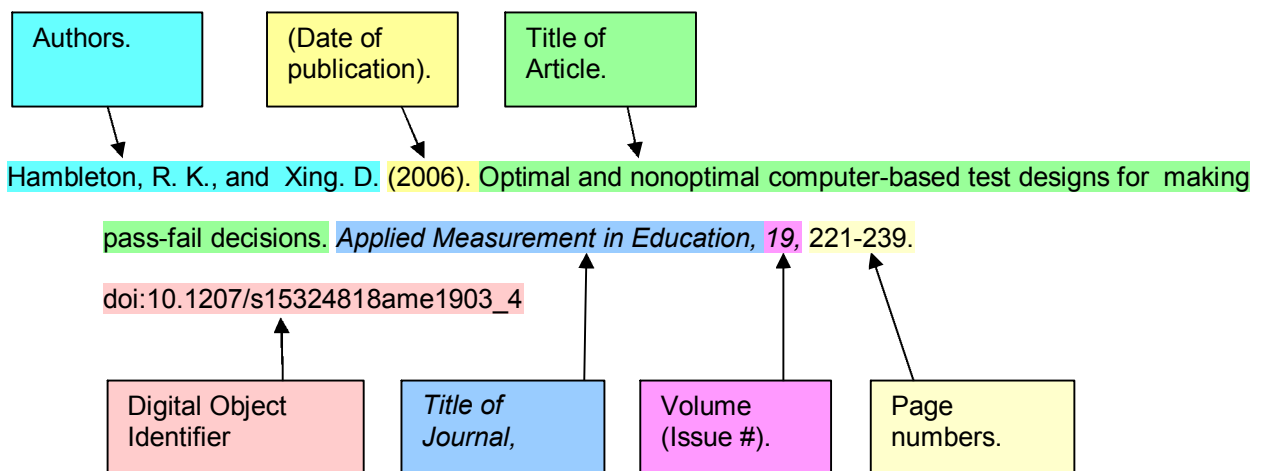 Authors.
(Date of
publication).
Title of
Article.
Hambleton, R. K., and  Xing. D. (2006). Optimal and nonoptimal computer-based test designs for  making
pass-fail decisions. Applied Measurement in Education, 19, 221-239.
doi:10.1207/s15324818ame1903_4
Digital Object
Identifier
Title of
Journal,
Volume
(Issue #).
Page
numbers.